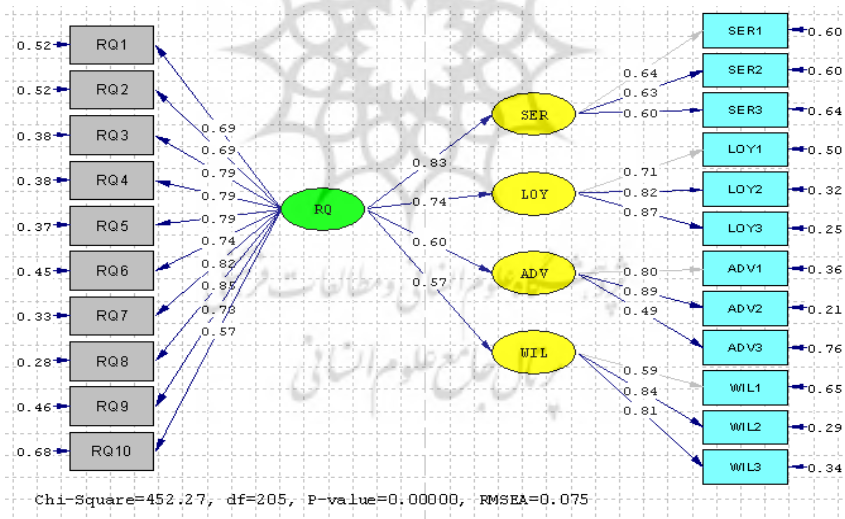 0.52 RQ1
0.52 RQ2
0.38 RQ3
0.38 RQ4
0.37 RQ5
0.45 RQ6
0.33 RQ7
0.28 RQ8
0.46 RQ9
0.68 RQ10
0.69
0.69
0.79
0.79
0.79
0.74
0.82
0.85
0.73
0.57
RQ
0.83
0.74
0.60
0.57
SER
LOY
ADV
WIL
0.64
0.63
0.60
0.71
0.82
0.87
0.80
0.89
0.49
0.59
0.84
0.81
SER1 0.60
SER2 0.60
SER3 0.64
LOY1 0.50
LOY2 0.32
LOY3 0.25
ADV1 0.36
ADV2 0.21
ADV3 0.76
WIL1 0.65
WIL2 0.29
WIL3 0.34
پرتال جامع علوم انسانی
Chi-Square=452.27, df=205, P-value=0.00000, RMSEA=0.075